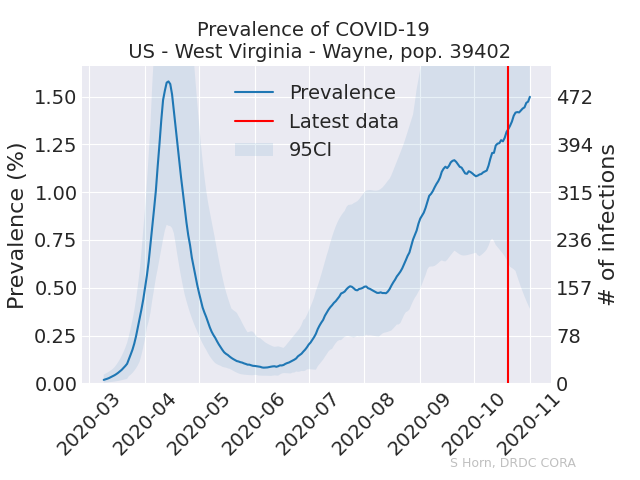 Prevalence of COVID-19
US - West Virginia - Wayne, pop. 39402
Prevalence
Latest data
95CI
Prevalence (%)
1.50
1.25
1.00
0.75
0.50
0.25
0.00
472
394
315
236
157
78
0
# of infections
2020-03
2020-04
2020-05
2020-06
2020-07
2020-08
2020-09
2020-10
2020-11
S Horn, DRDC CORA